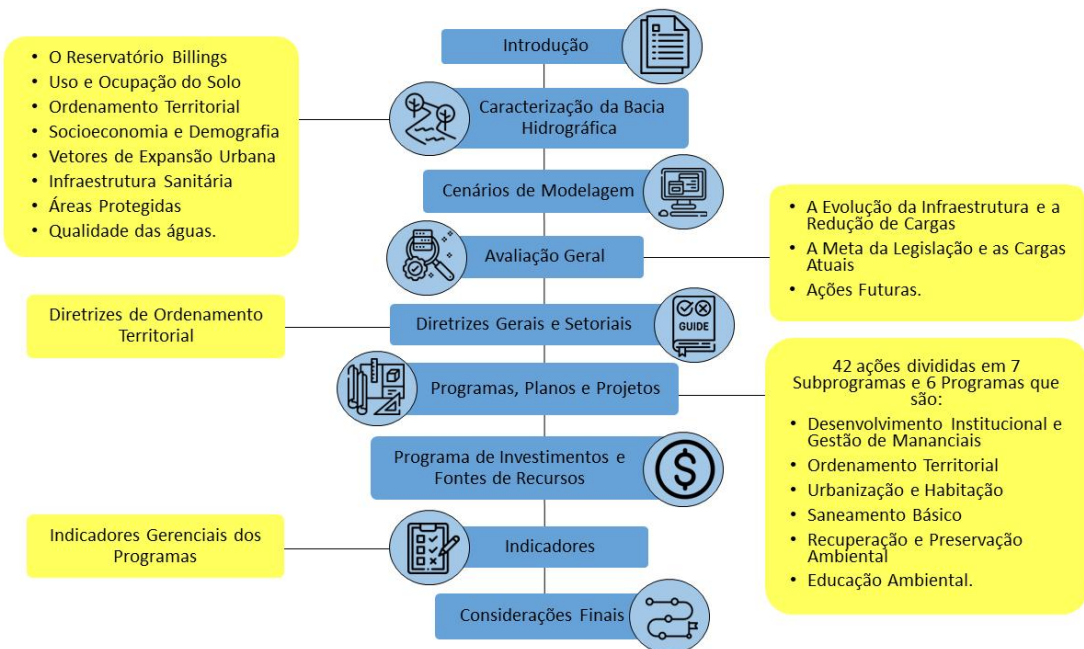 Introdução
• O Reservatório Billings
• Uso e Ocupação do Solo
• Ordenamento Territorial
• Socioeconomia e Demografia
• Vetores de Expansão Urbana
• Infraestrutura Sanitária
• Áreas Protegidas
• Qualidade das águas.
Caracterização da Bacia
Hidrográfica
Cenários de Modelagem
Avaliação Geral
• A Evolução da Infraestrutura e a
Redução de Cargas
• A Meta da Legislação e as Cargas
Atuais
• Ações Futuras.
Diretrizes de Ordenamento
Territorial
Diretrizes Gerais e Setoriais
GUIDE
Programas, Planos e Projetos
42 ações divididas em 7
Subprogramas e 6 Programas que
são:
• Desenvolvimento Institucional e
Gestão de Mananciais
• Ordenamento Territorial
• Urbanização e Habitação
• Saneamento Básico
• Recuperação e Preservação
Ambiental
• Educação Ambiental.
Programa de Investimentos e
Fontes de Recursos
$
Indicadores Gerenciais dos
Programas
Indicadores
Considerações Finais